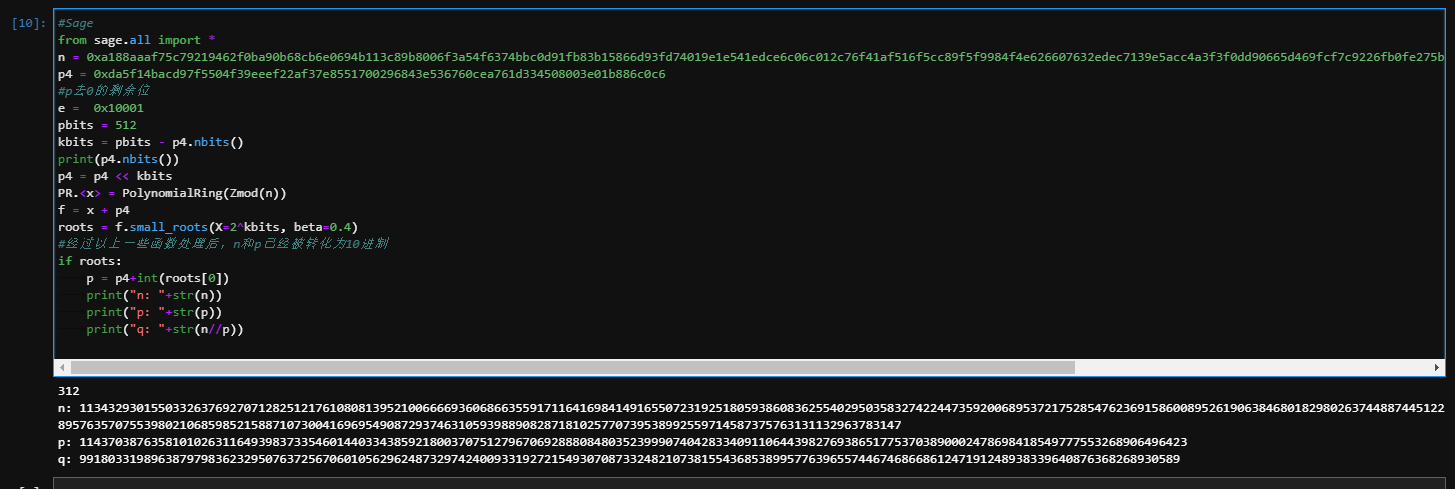 [10]:
#Sage
from sage.all import *
n = 0xa188aaaf75c79219462f0ba90b68cb6e0694b113c89b8006f3a54f6374bbc0d91fb83b15866d93fd74019e1e541edce6c06c012c76f41af516f5cc89f5f9984f4e626607632edec7139e5acc4a3f3f0dd90665d469fcf7c9226fb0fe275b
p4 = 0xda5f14bacd97f5504f39eeef22af37e8551700296843e536760cea761d334508003e01b886c0c6
#p去0的剩余位
e =  0x10001
pbits = 512
kbits = pbits - p4.nbits()
print(p4.nbits())
p4 = p4 << kbits
PR.<x> = PolynomialRing(Zmod(n))
f = x + p4
roots = f.small_roots(X=2^kbits, beta=0.4)
#经过以上一些函数处理后，n和p已经被转化为10进制
if roots:
    p = p4+int(roots[0])
    print("n: "+str(n))
    print("p: "+str(p))
    print("q: "+str(n//p))
312
n: 113432930155033263769270712825121761080813952100666936068663559171164169841491655072319251805938608362554029503583274224473592006895372175285476236915860089526190638468018298026374488744512​2
895763570755398021068598521588710730041696954908729374631059398890828718102577077395389925597145873757631311329637831​47
p: 11437038763581010263116493983733546014403343859218003707512796706928880848035239990740428334091106443982769386517753703890002478698418549777553268906496423
q: 9918033198963879798362329507637256706010562962487329742400933192721549307087332482107381554368538995776396557446746866861247191248938339640876368268930589